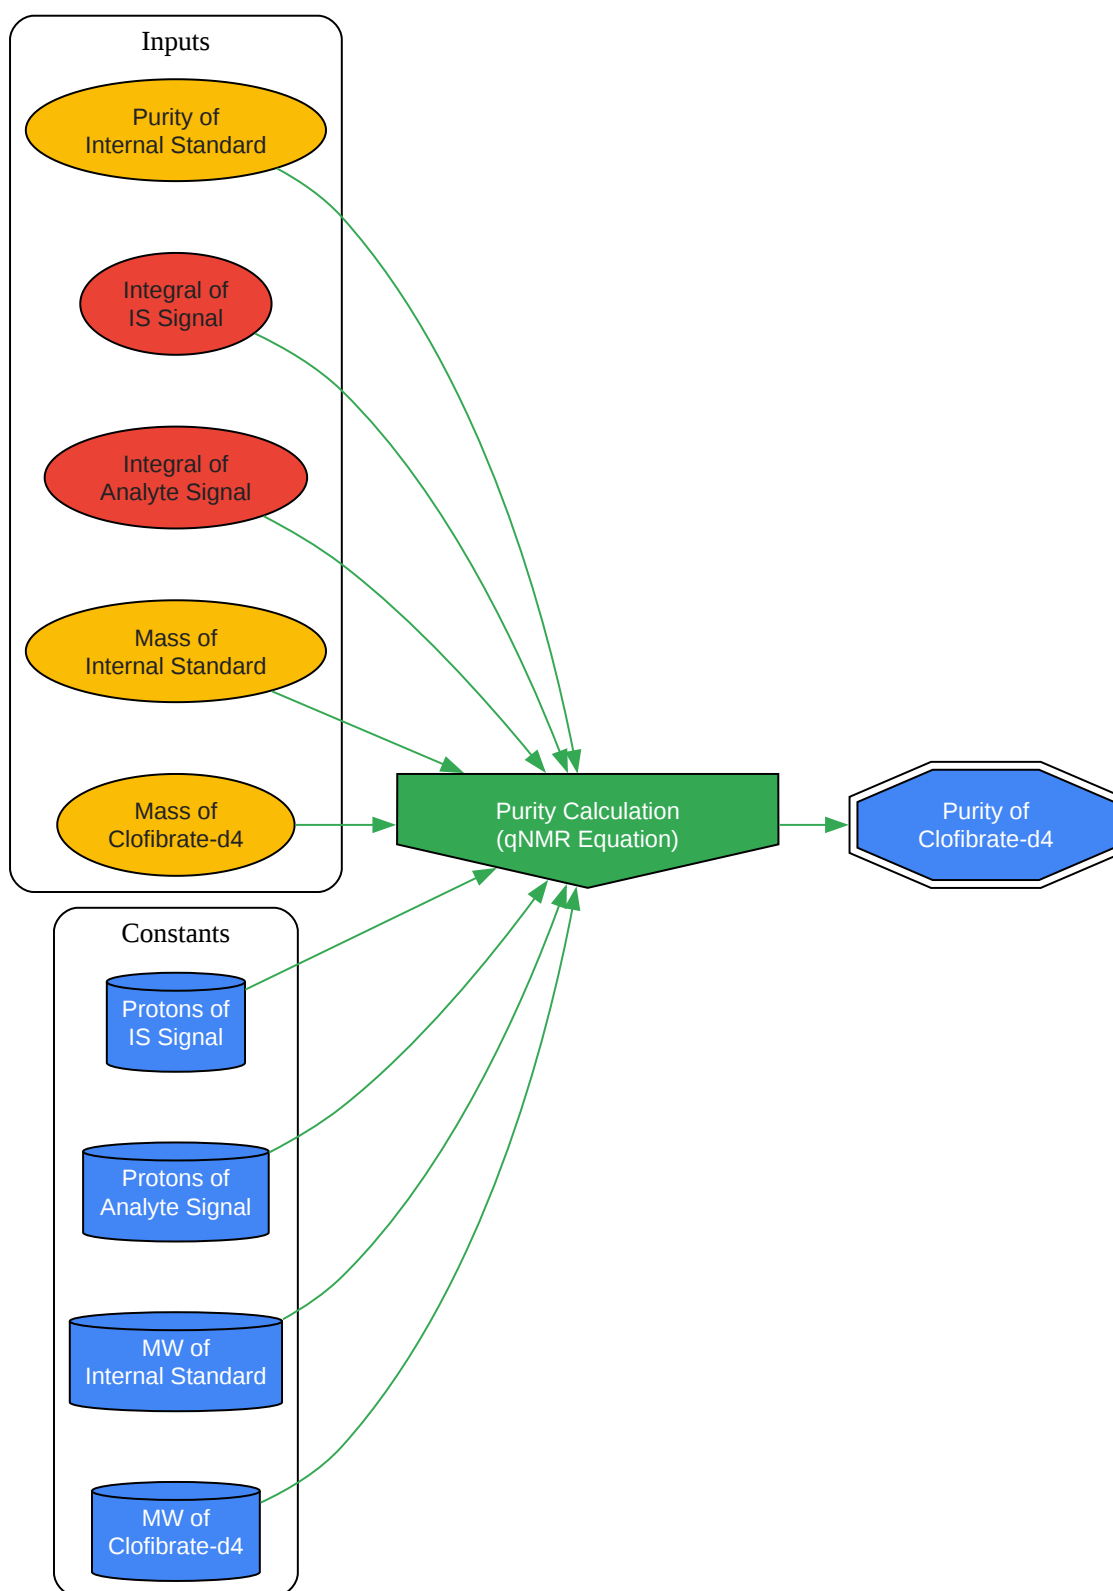 Inputs
Purity of
Internal Standard
Integral of
IS Signal
Integral of
Analyte Signal
Mass of
Internal Standard
Mass of
Clofibrate-d4
Purity Calculation
(qNMR Equation)
Purity of
Clofibrate-d4
Constants
Protons of
IS Signal
Protons of
Analyte Signal
MW of
Internal Standard
MW of
Clofibrate-d4